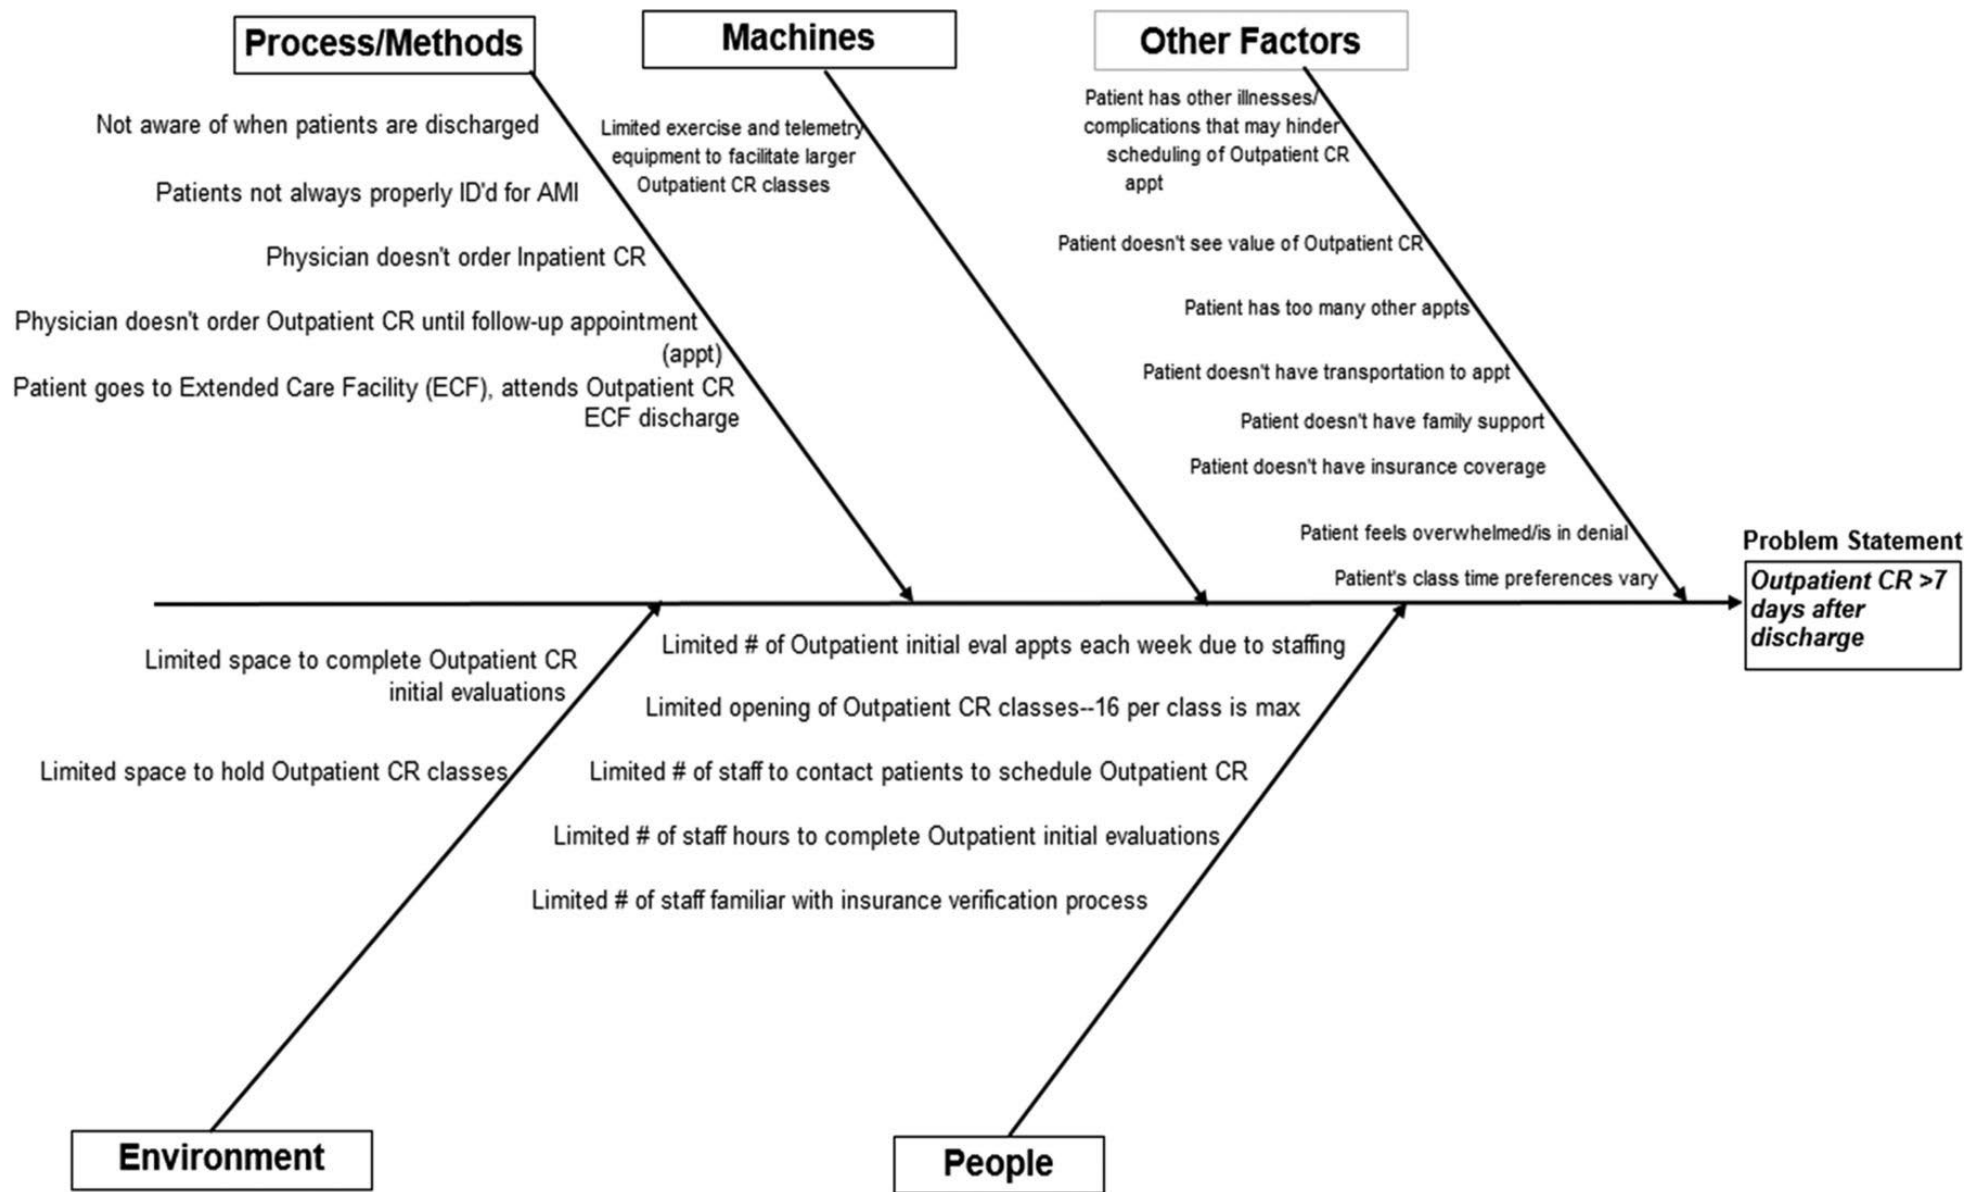 Process/Methods
Not aware of when patients are discharged
Patients not always properly ID'd for AMI
Physician doesn't order Inpatient CR
Physician doesn't order Outpatient CR until follow-up appointment
(appt)
Patient goes to Extended Care Facility (ECF), attends Outpatient CR
ECF discharge
Machines
Limited exercise and telemetry
equipment to facilitate larger
Outpatient CR classes
Other Factors
Patient has other illnesses/
complications that may hinder
scheduling of Outpatient CR
appt
Patient doesn't see value of Outpatient CR
Patient has too many other appts
Patient doesn't have transportation to appt
Patient doesn't have family support
Patient doesn't have insurance coverage
Patient feels overwhelmed/is in denial
Patient's class time preferences vary
Problem Statement
Outpatient CR >7
days after
discharge
Limited space to complete Outpatient CR
initial evaluations
Limited space to hold Outpatient CR classes
Environment
Limited # of Outpatient initial eval appts each week due to staffing
Limited opening of Outpatient CR classes--16 per class is max
Limited # of staff to contact patients to schedule Outpatient CR
Limited # of staff hours to complete Outpatient initial evaluations
Limited # of staff familiar with insurance verification process
People